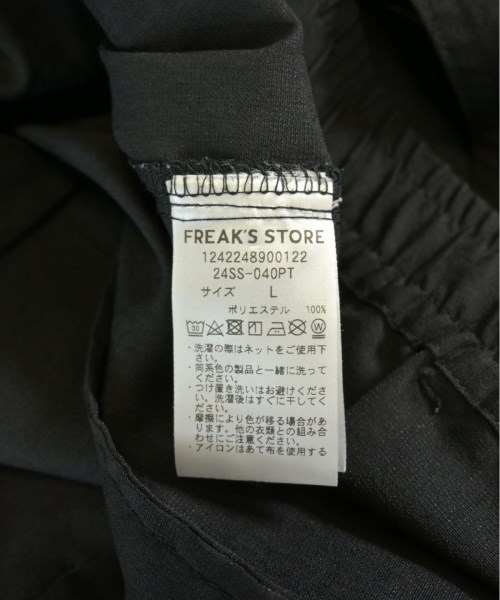 FREAK'S STORE
1242248900122
24SS-040PT
サイズ L
ポリエステル 100%
30 W
・洗濯の際はネットをご使用下
さい。
・同系色の製品と一緒に洗って
ください。
・つけ置き洗いはお避けくださ
い。洗濯後はすぐに干してく
ださい。
・摩擦により色が移る場合があ
ります。他の衣類との組み合
わせにご注意ください。
・アイロンはあて布を使用する